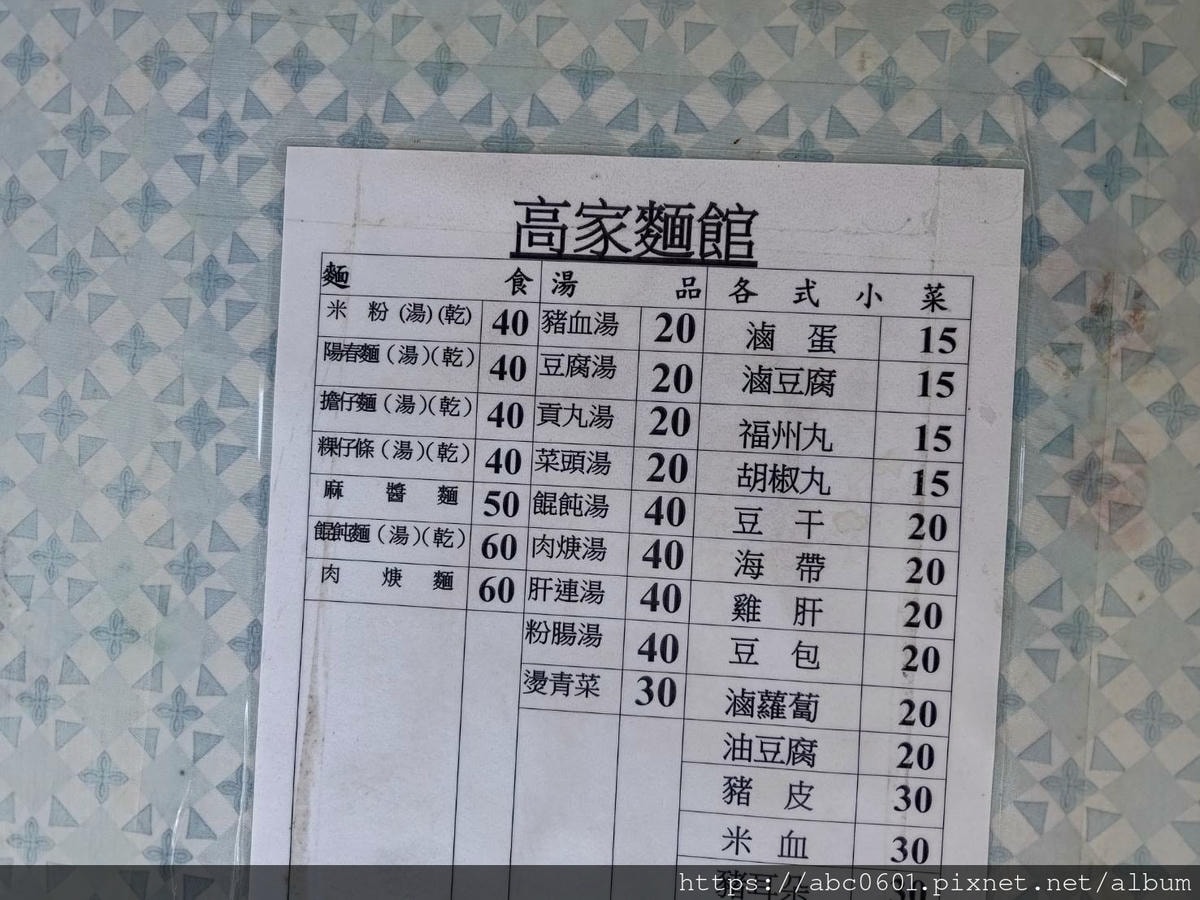 高家麵館
麵 食 湯 品 各 式 小 菜
米 粉 (湯)(乾) 40 豬血湯 20 滷 蛋 15
陽春麵(湯)(乾) 40 豆腐湯 20 滷豆腐 15
擔仔麵(湯)(乾) 40 貢丸湯 20 福州丸 15
粿仔條(湯)(乾) 40 菜頭湯 20 胡椒丸 15
麻 醬 麵 50 餛飩湯 40 豆 干 20
餛飩麵(湯)(乾) 60 肉焿湯 40 海 帶 20
肉 焿 麵 60 肝連湯 40 雞 肝 20
粉腸湯 40 豆 包 20
燙青菜 30 滷蘿蔔 20
油豆腐 20
豬 皮 30
米 血 30
豬耳朵 30
https://abc0601.pixnet.net/album